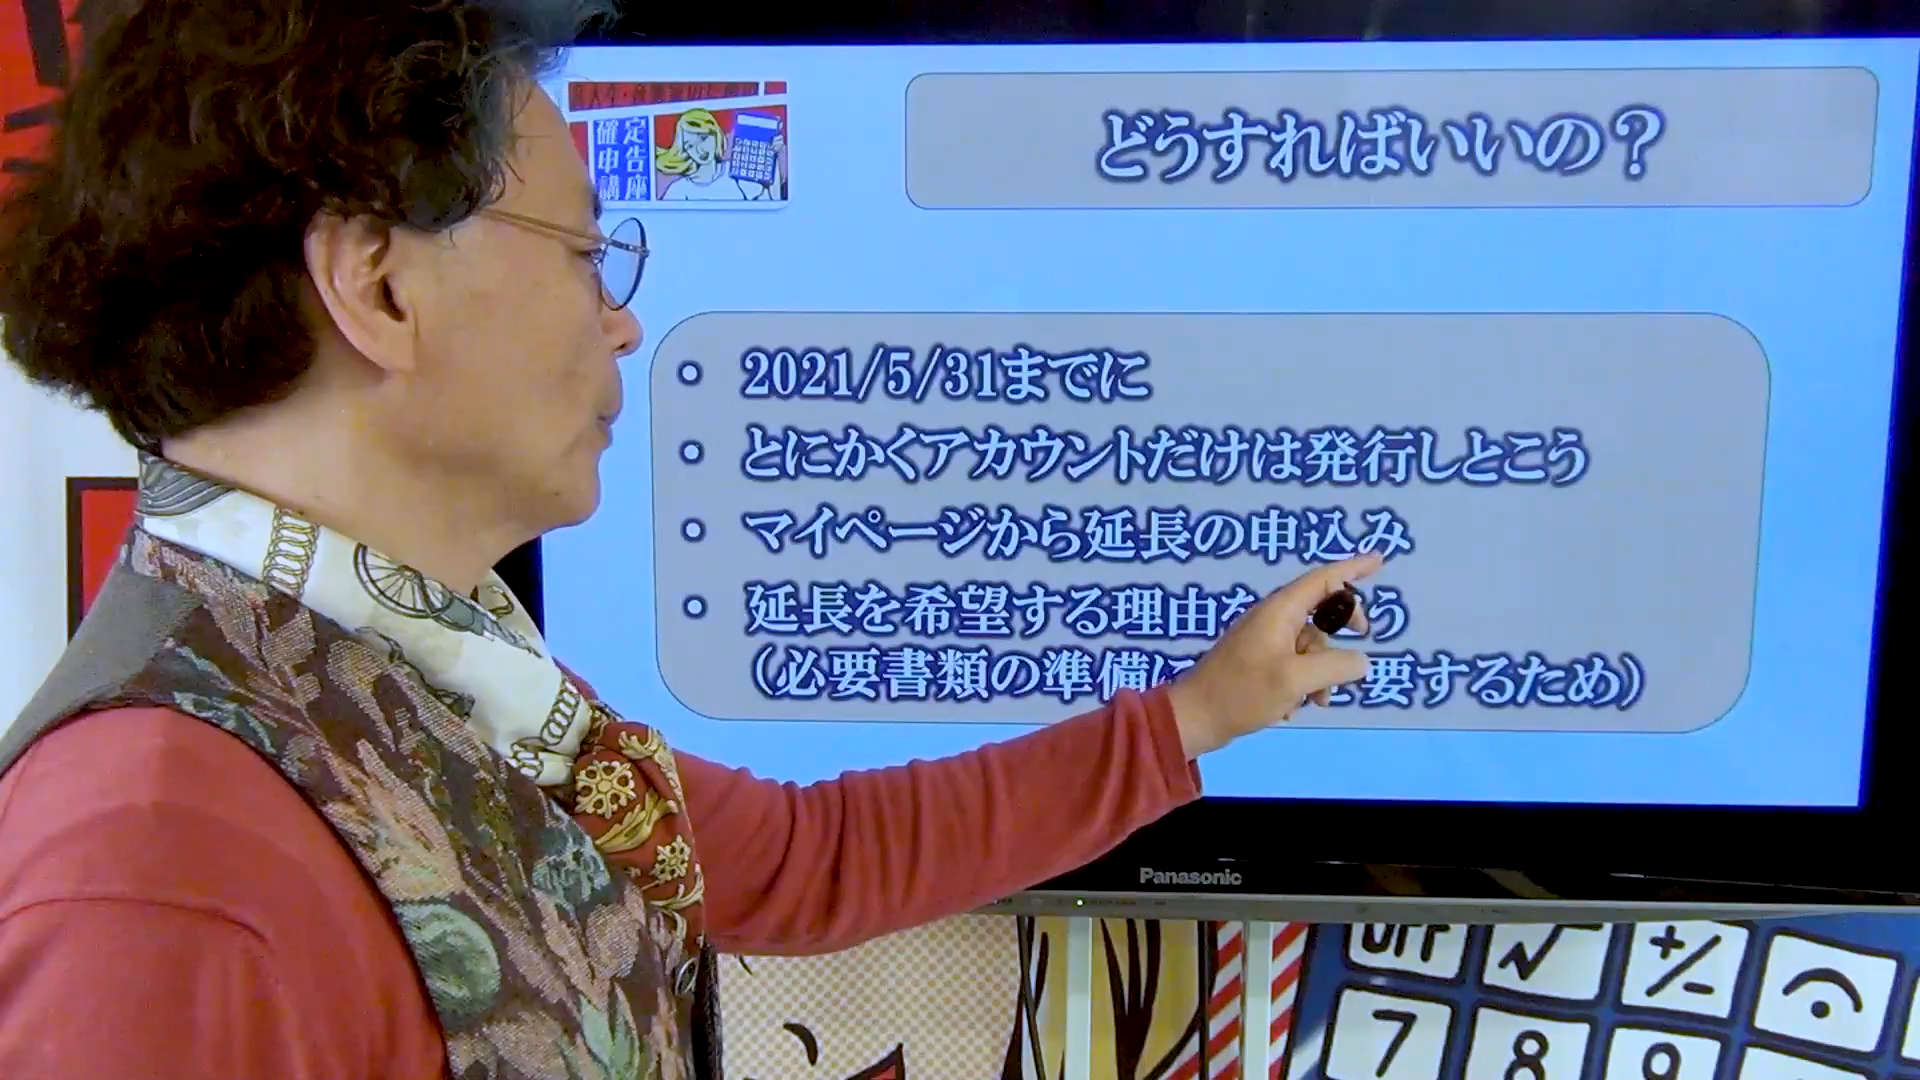 確定
申告
講座
どうすればいいの？
• 2021/5/31までに
• とにかくアカウントだけは発行しとこう
• マイページから延長の申込み
• 延長を希望する理由を う
（必要書類の準備に 要するため）
Panasonic
OFF √ +/-
7 8 9